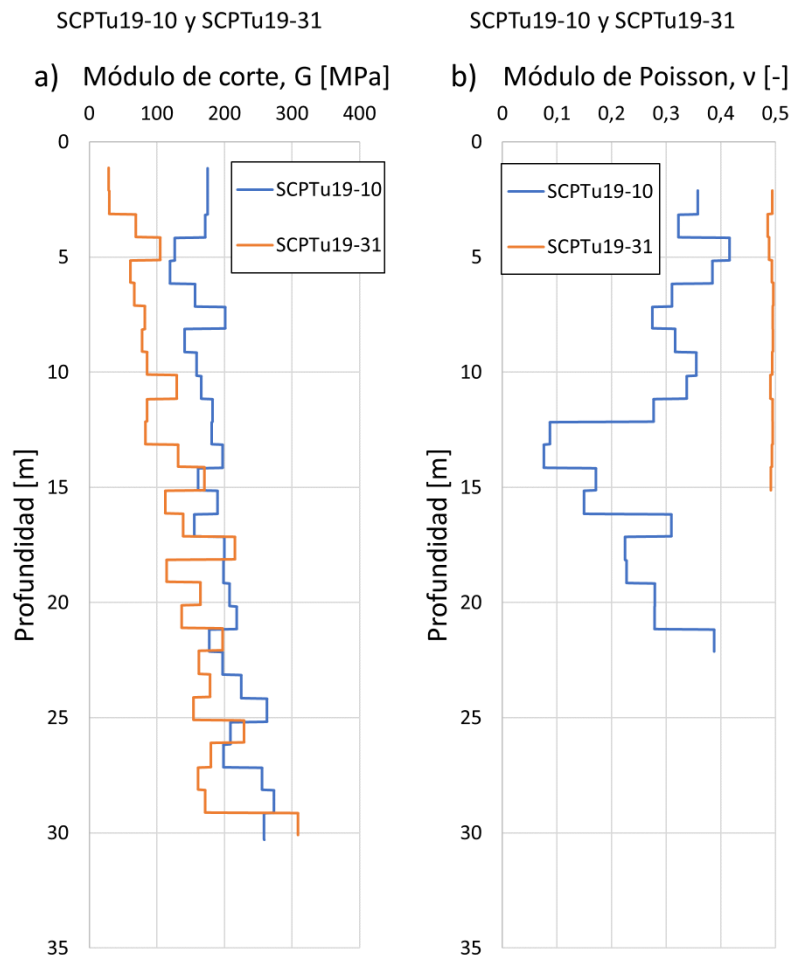 SCPTu19-10 y SCPTu19-31
a) Módulo de corte, G [MPa]
0 100 200 300 400
0
5
10
15
20
25
30
35
Profundidad [m]
SCPTu19-10
SCPTu19-31
SCPTu19-10 y SCPTu19-31
b) Módulo de Poisson, ν [-]
0 0,1 0,2 0,3 0,4 0,5
0
5
10
15
20
25
30
35
Profundidad [m]
SCPTu19-10
SCPTu19-31